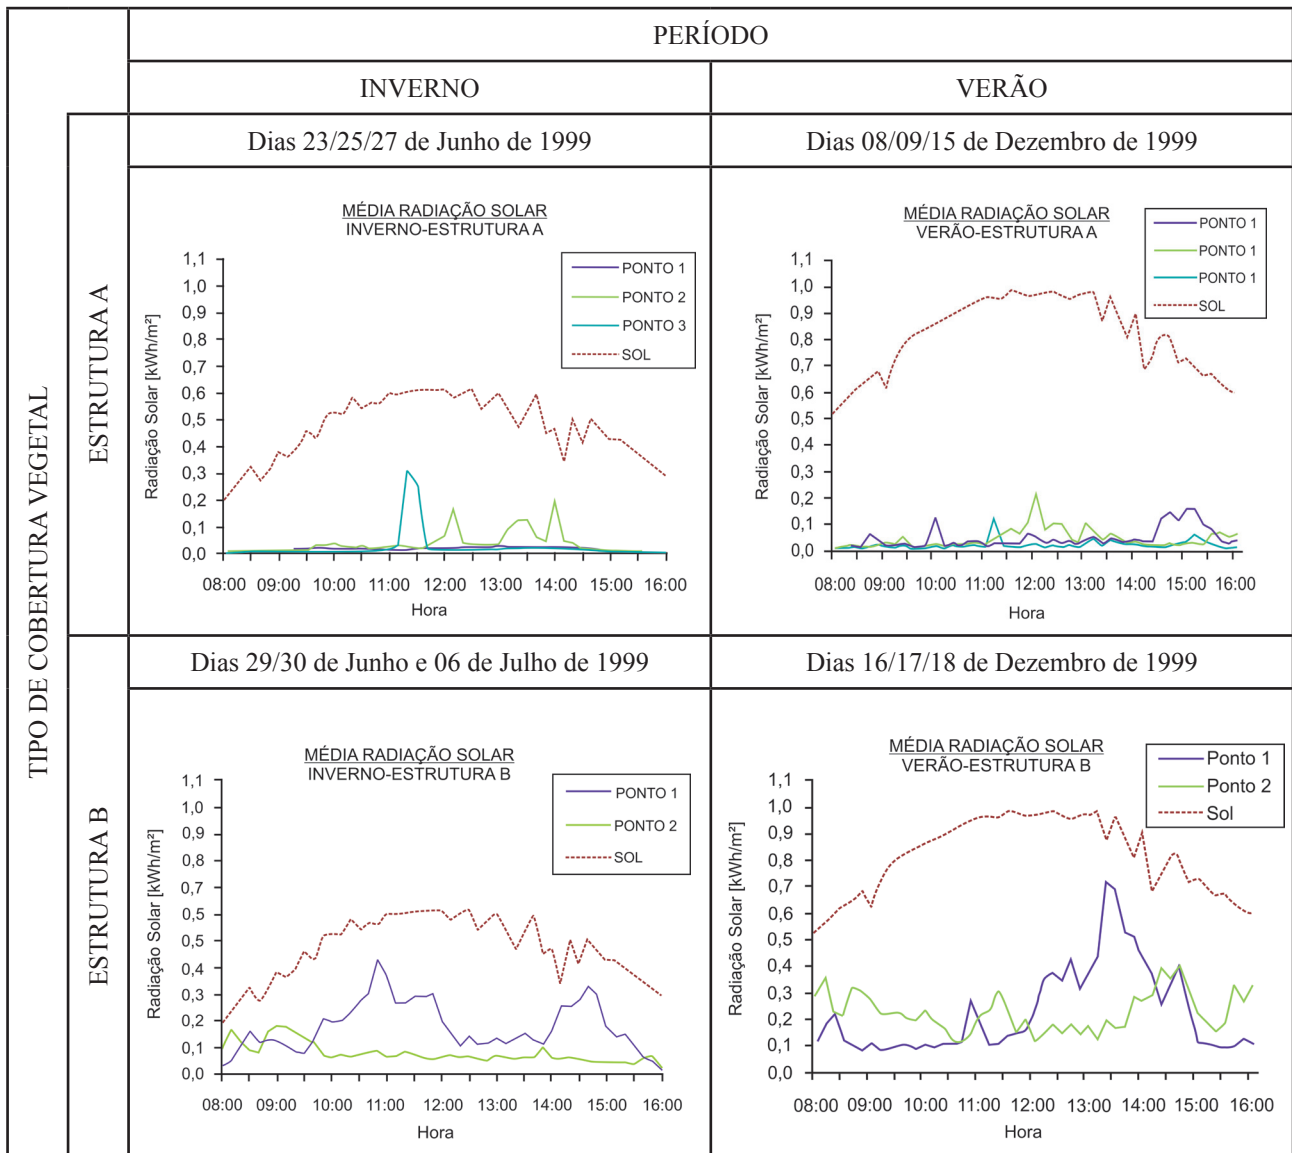 PERÍODO
INVERNO
VERÃO
TIPO DE COBERTURA VEGETAL
ESTRUTURA A
Dias 23/25/27 de Junho de 1999
Dias 08/09/15 de Dezembro de 1999
MÉDIA RADIAÇÃO SOLAR
INVERNO-ESTRUTURA A
PONTO 1
PONTO 2
PONTO 3
SOL
Radiação Solar [kWh/m²]
1,1
1,0
0,9
0,8
0,7
0,6
0,5
0,4
0,3
0,2
0,1
0,0
08:00 09:00 10:00 11:00 12:00 13:00 14:00 15:00 16:00
Hora
MÉDIA RADIAÇÃO SOLAR
VERÃO-ESTRUTURA A
PONTO 1
PONTO 1
PONTO 1
SOL
Radiação Solar [kWh/m²]
1,1
1,0
0,9
0,8
0,7
0,6
0,5
0,4
0,3
0,2
0,1
0,0
08:00 09:00 10:00 11:00 12:00 13:00 14:00 15:00 16:00
Hora
ESTRUTURA B
Dias 29/30 de Junho e 06 de Julho de 1999
Dias 16/17/18 de Dezembro de 1999
MÉDIA RADIAÇÃO SOLAR
INVERNO-ESTRUTURA B
PONTO 1
PONTO 2
SOL
Radiação Solar [kWh/m²]
1,1
1,0
0,9
0,8
0,7
0,5
0,5
0,4
0,3
0,2
0,1
0,0
08:00 09:00 10:00 11:00 12:00 13:00 14:00 15:00 16:00
Hora
MÉDIA RADIAÇÃO SOLAR
VERÃO-ESTRUTURA B
Ponto 1
Ponto 2
Sol
Radiação Solar [kWh/m²]
1,1
1,0
0,9
0,8
0,7
0,6
0,5
0,4
0,3
0,2
0,1
0,0
08:00 09:00 10:00 11:00 12:00 13:00 14:00 15:00 16:00
Hora